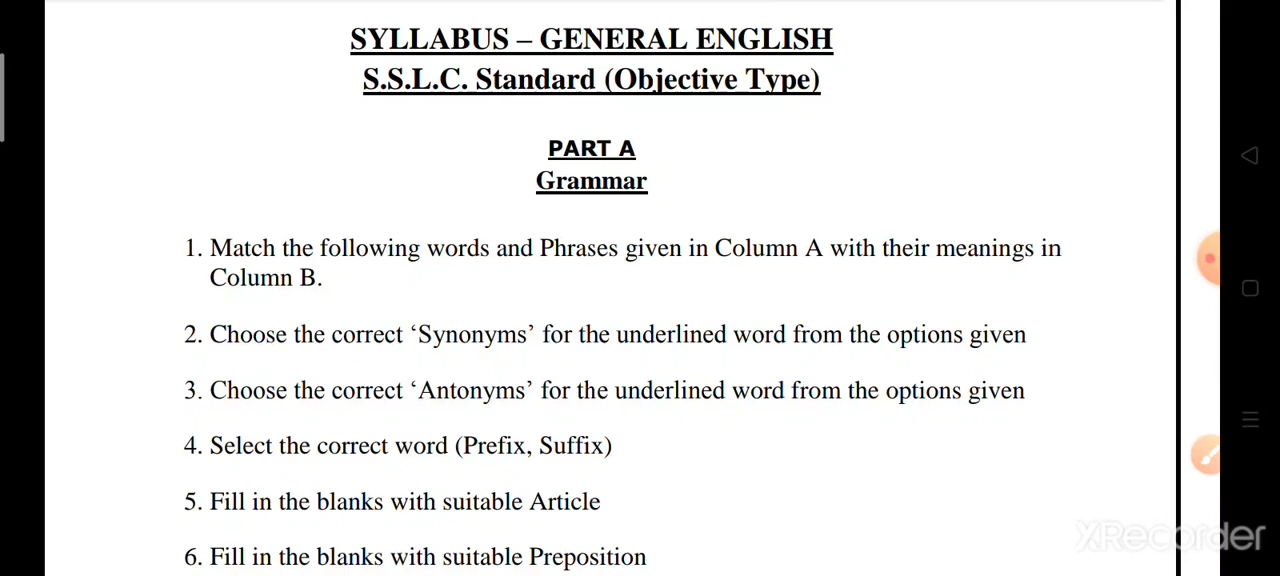 SYLLABUS – GENERAL ENGLISH
S.S.L.C. Standard (Objective Type)
PART A
Grammar
1. Match the following words and Phrases given in Column A with their meanings in
Column B.
2. Choose the correct ‘Synonyms’ for the underlined word from the options given
3. Choose the correct ‘Antonyms’ for the underlined word from the options given
4. Select the correct word (Prefix, Suffix)
5. Fill in the blanks with suitable Article
6. Fill in the blanks with suitable Preposition
XRecorder